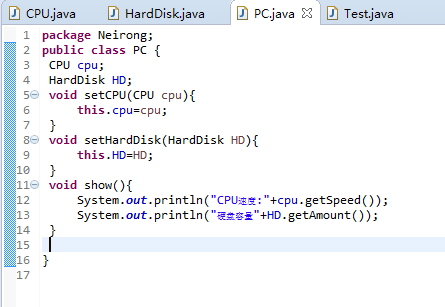 CPU.java HardDisk.java PC.java Test.java
1 package Neirong;
2 public class PC {
3 CPU cpu;
4 HardDisk HD;
5 void setCPU(CPU cpu){
6 this.cpu=cpu;
7 }
8 void setHardDisk(HardDisk HD){
9 this.HD=HD;
10 }
11 void show(){
12 System.out.println("CPU速度:"+cpu.getSpeed());
13 System.out.println("硬盘容量"+HD.getAmount());
14 }
15
16 }
17